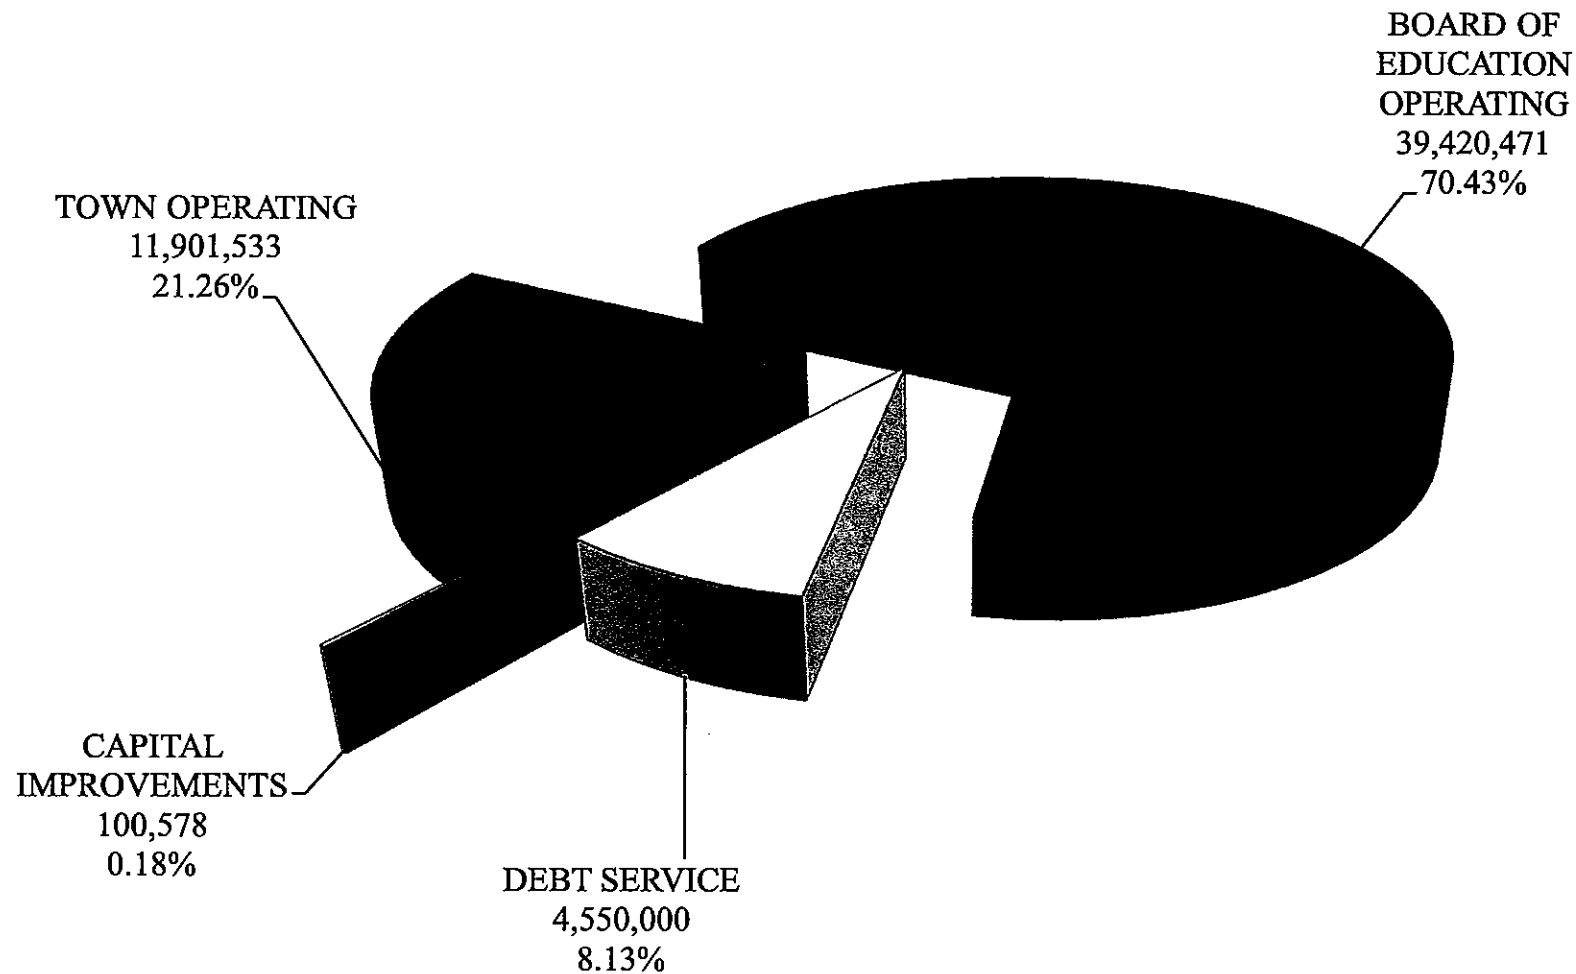 BOARD OF
EDUCATION
OPERATING
39,420,471
70.43%
TOWN OPERATING
11,901,533
21.26%
CAPITAL
IMPROVEMENTS
100,578
0.18%
DEBT SERVICE
4,550,000
8.13%